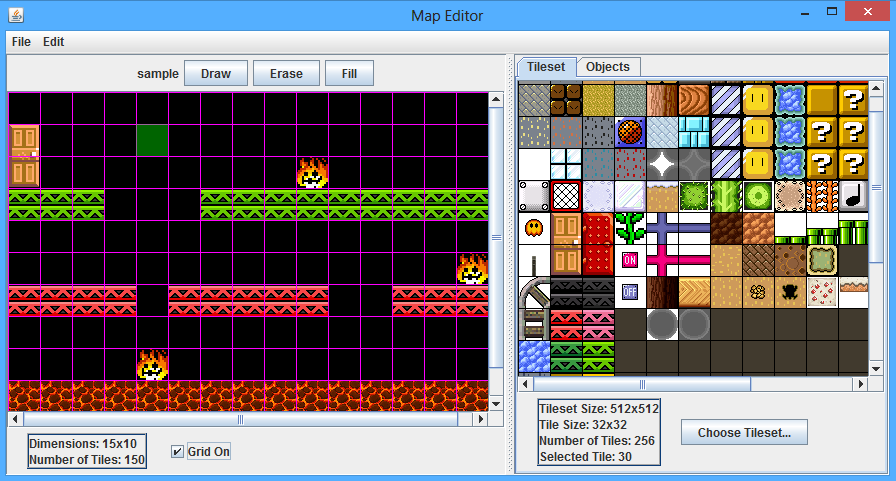 Map Editor
File Edit
sample Draw Erase Fill
Tileset Objects
? 
? ?
? ?
ON
OFF
Dimensions: 15x10
Number of Tiles: 150
Grid On
Tileset Size: 512x512
Tile Size: 32x32
Number of Tiles: 256
Selected Tile: 30
Choose Tileset...